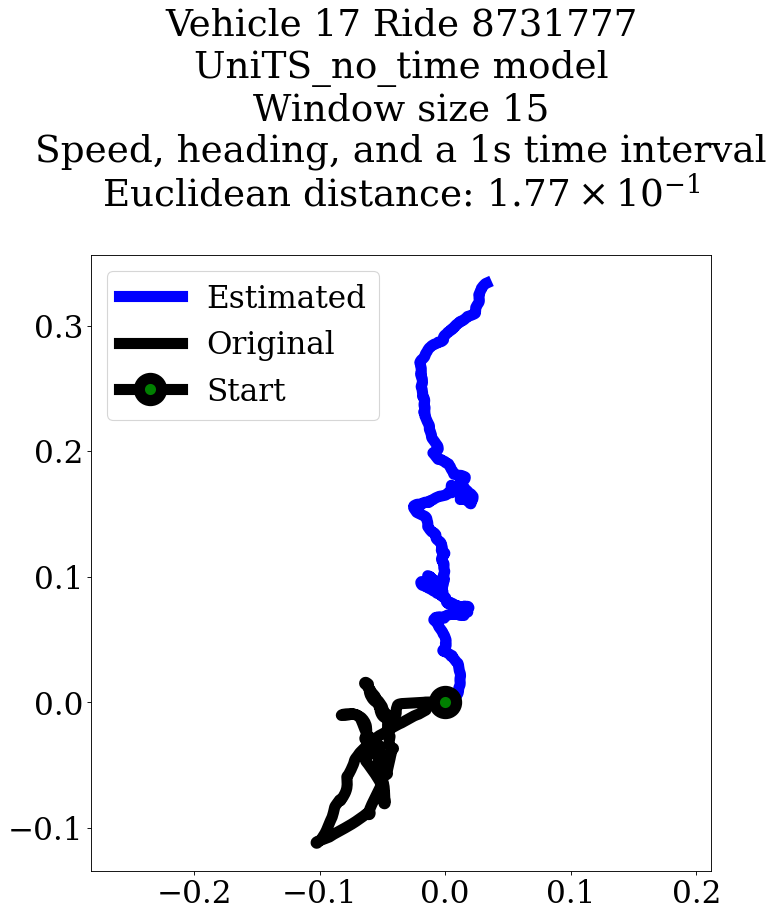 Vehicle 17 Ride 8731777
UniTS_no_time model
Window size 15
Speed, heading, and a 1s time interval
Euclidean distance: 1.77 × 10⁻¹
Estimated
Original
Start
0.3
0.2
0.1
0.0
−0.1
−0.2 −0.1 0.0 0.1 0.2